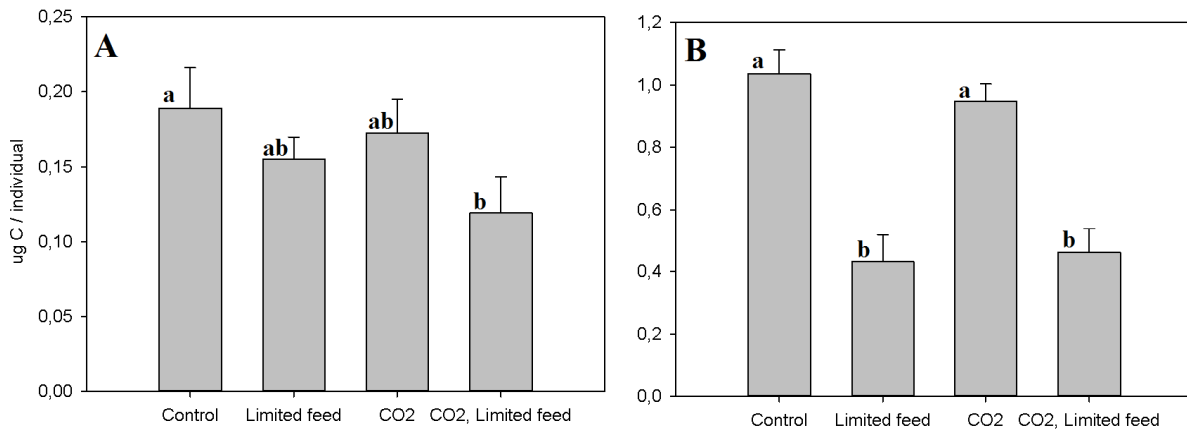 A
ug C / individual
0,25
0,20
0,15
0,10
0,05
0,00
a
ab
ab
b
Control
Limited feed
CO2
CO2, Limited feed
B
1,2
1,0
0,8
0,6
0,4
0,2
0,0
a
b
a
b
Control
Limited feed
CO2
CO2, Limited feed